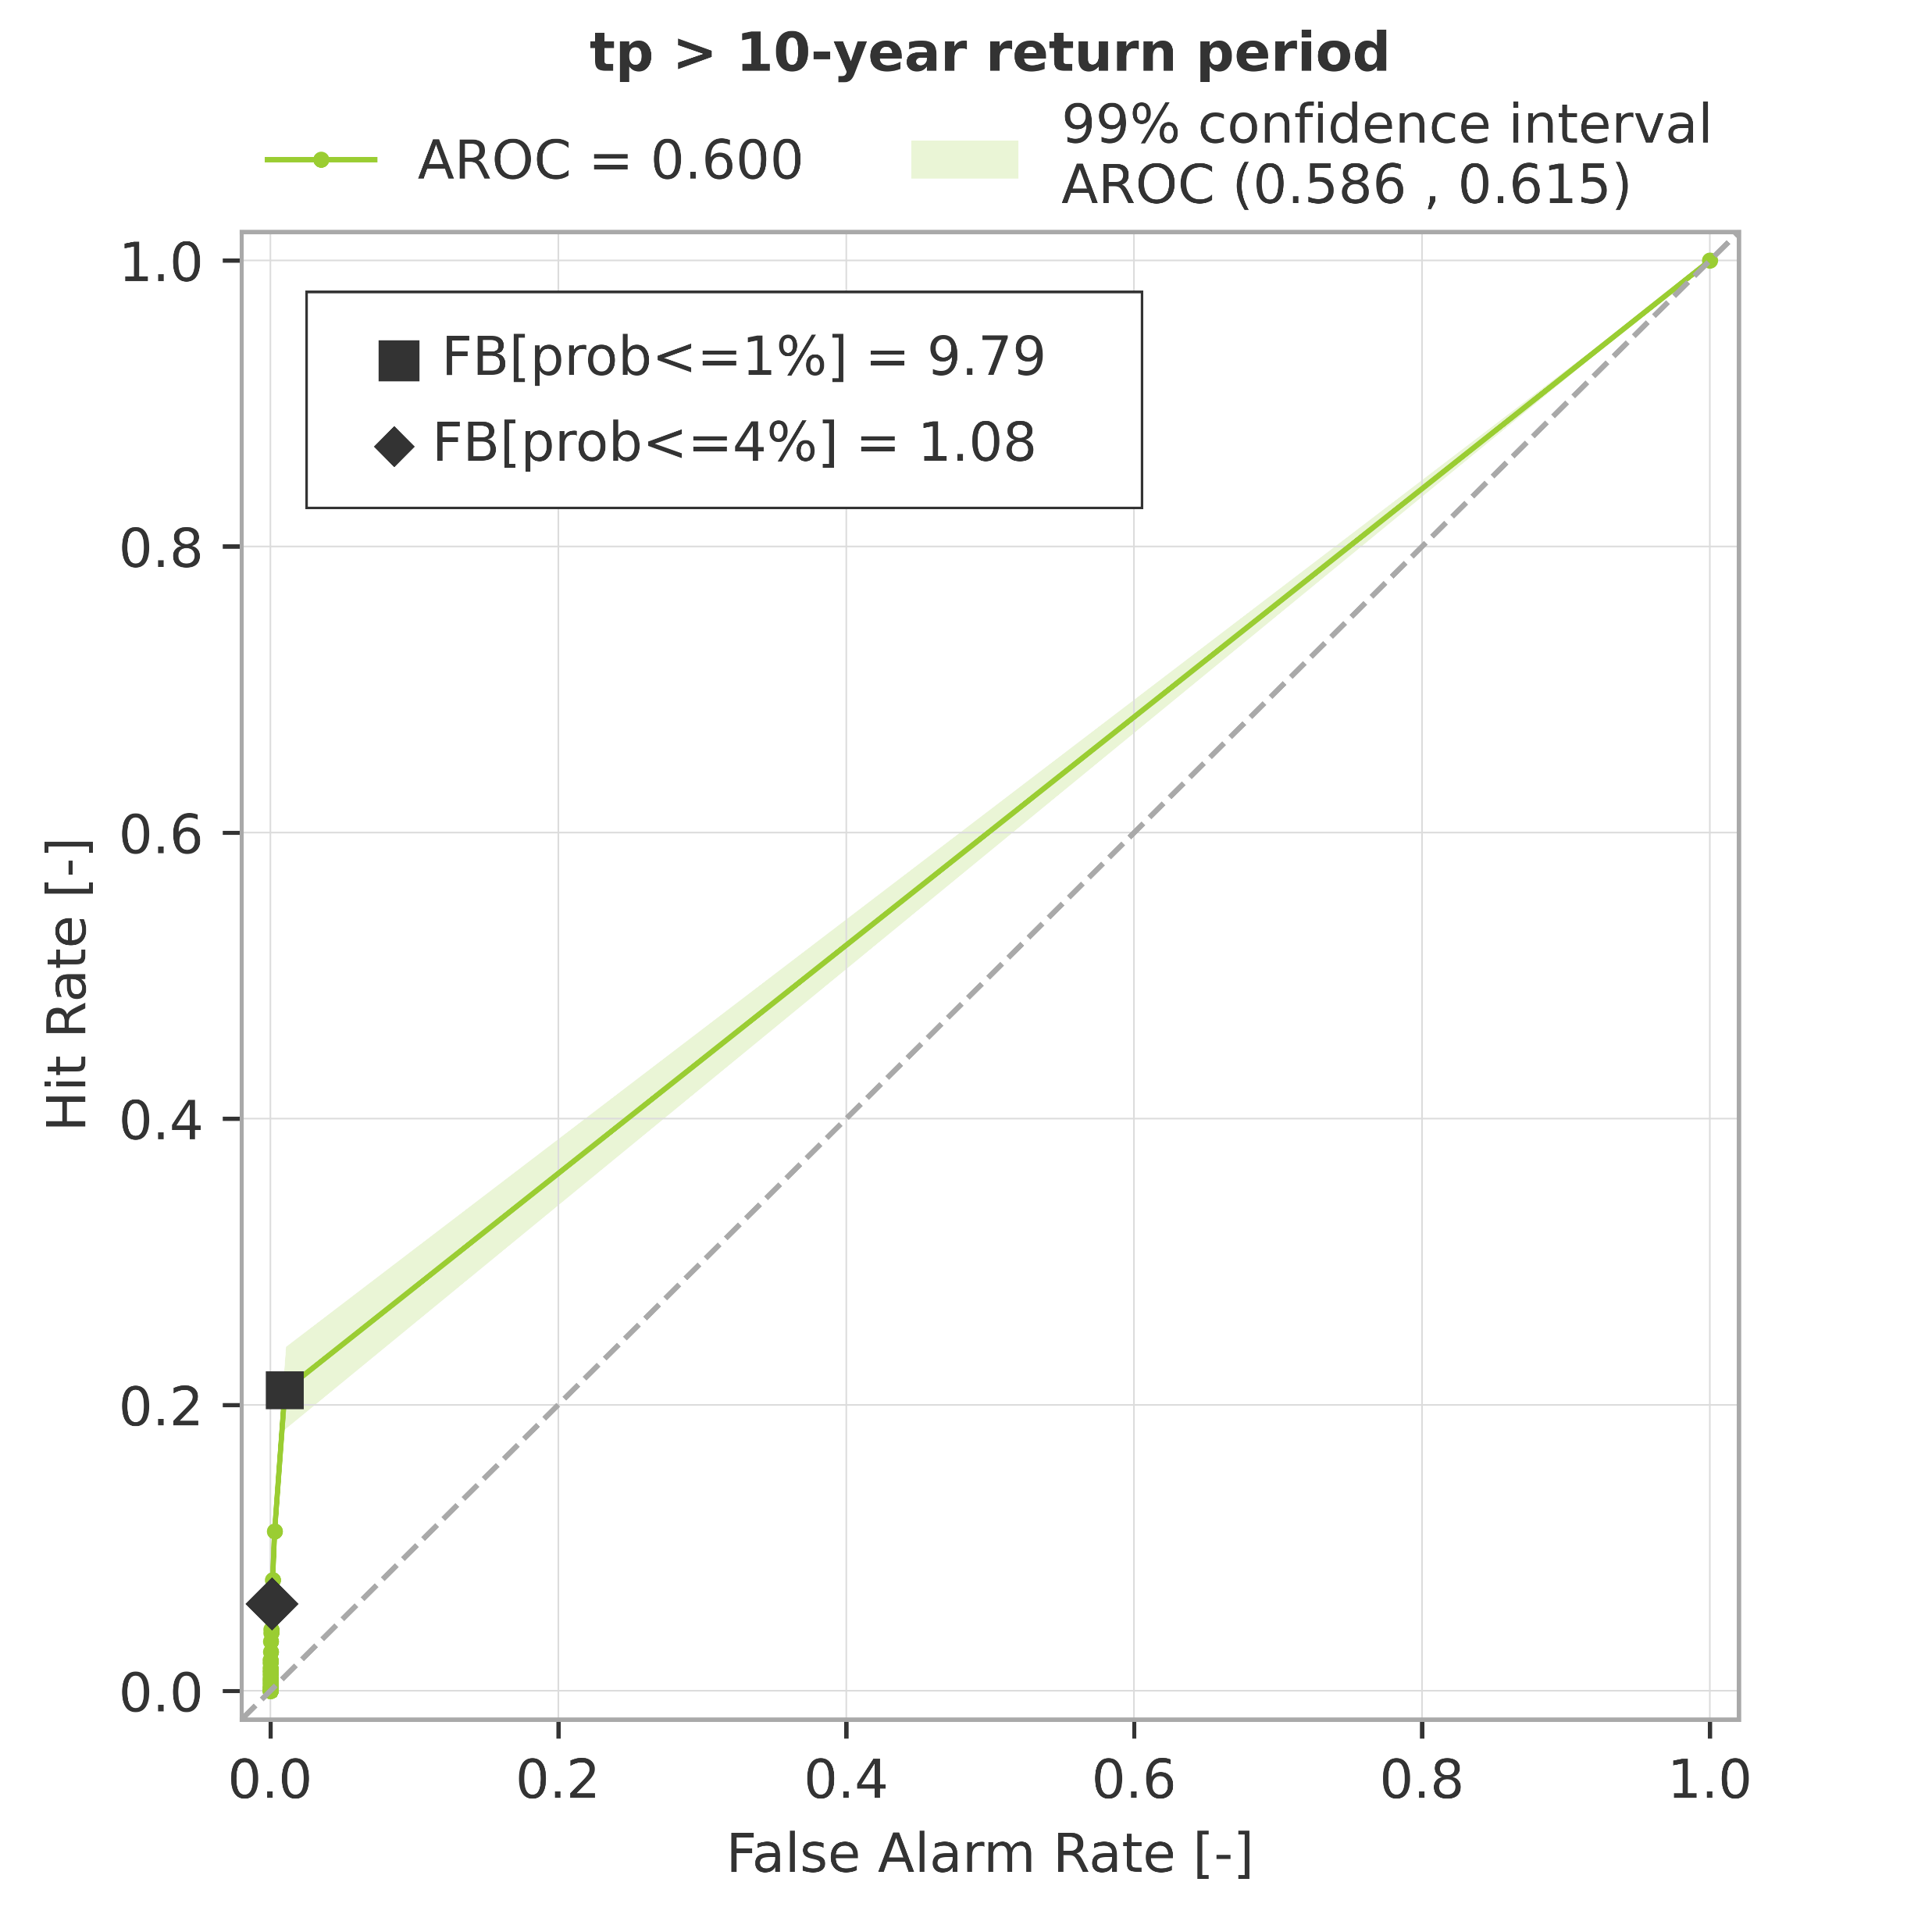 tp > 10-year return period
AROC = 0.600
99% confidence interval
AROC (0.586 , 0.615)
1.0
0.8
0.6
0.4
0.2
0.0
FB[prob<=1%] = 9.79
FB[prob<=4%] = 1.08
Hit Rate [-]
0.0 0.2 0.4 0.6 0.8 1.0
False Alarm Rate [-]